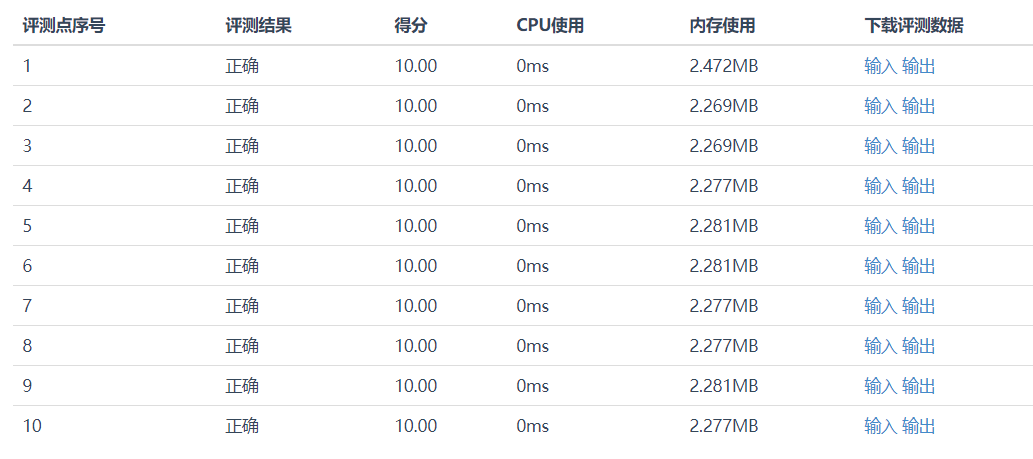 评测点序号 评测结果 得分 CPU使用 内存使用 下载评测数据
1 正确 10.00 0ms 2.472MB 输入 输出
2 正确 10.00 0ms 2.269MB 输入 输出
3 正确 10.00 0ms 2.269MB 输入 输出
4 正确 10.00 0ms 2.277MB 输入 输出
5 正确 10.00 0ms 2.281MB 输入 输出
6 正确 10.00 0ms 2.281MB 输入 输出
7 正确 10.00 0ms 2.277MB 输入 输出
8 正确 10.00 0ms 2.277MB 输入 输出
9 正确 10.00 0ms 2.281MB 输入 输出
10 正确 10.00 0ms 2.277MB 输入 输出